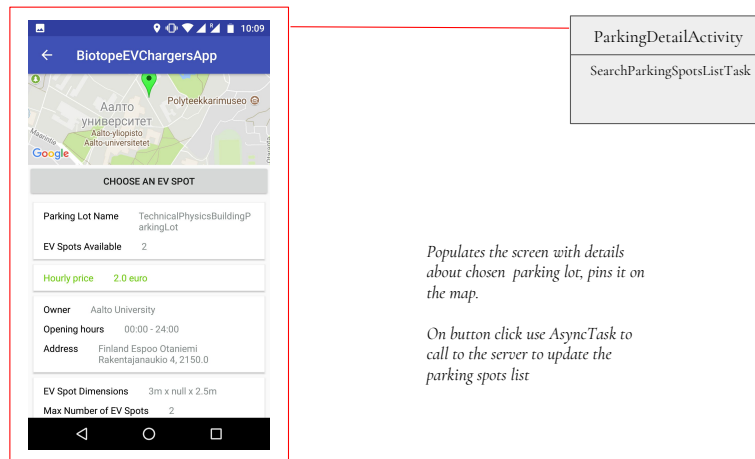 10:09
BiotopeEVChargersApp
Polyteekkarimuseo
Аалто
университет
Aalto-yliopisto
Aalto-universitetet
Maarintie
Google
CHOOSE AN EV SPOT
Parking Lot Name TechnicalPhysicsBuildingP
arkingLot
EV Spots Available 2
Hourly price 2.0 euro
Owner Aalto University
Opening hours 00:00 - 24:00
Address Finland Espoo Otaniemi
Rakentajanaukio 4, 2150.0
EV Spot Dimensions 3m x null x 2.5m
Max Number of EV Spots 2
ParkingDetailActivity
SearchParkingSpotsListTask
Populates the screen with details
about chosen parking lot, pins it on
the map.
On button click use AsyncTask to
call to the server to update the
parking spots list